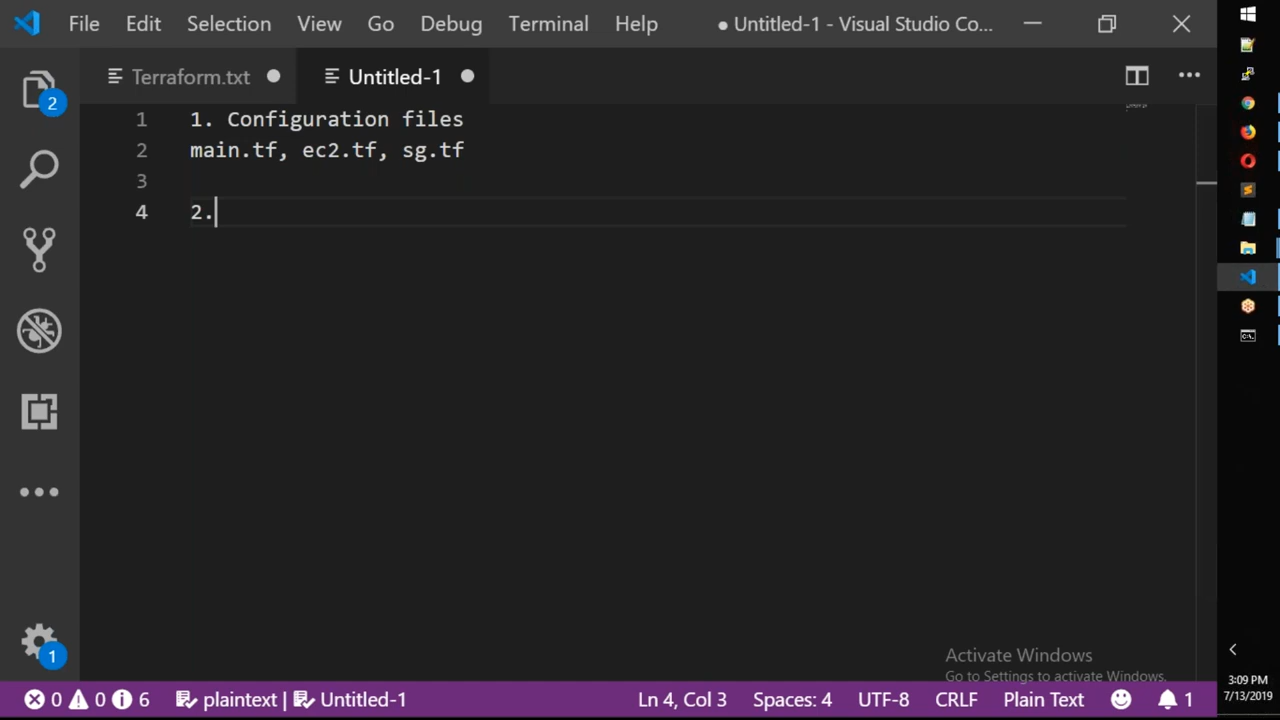 File Edit Selection View Go Debug Terminal Help ● Untitled-1 - Visual Studio Co...
Terraform.txt Untitled-1
1 1. Configuration files
2 main.tf, ec2.tf, sg.tf
3
4 2.
2
1
Activate Windows
Go to Settings to activate Windows.
0 0 6 plaintext | Untitled-1 Ln 4, Col 3 Spaces: 4 UTF-8 CRLF Plain Text 1
3:09 PM
7/13/2019